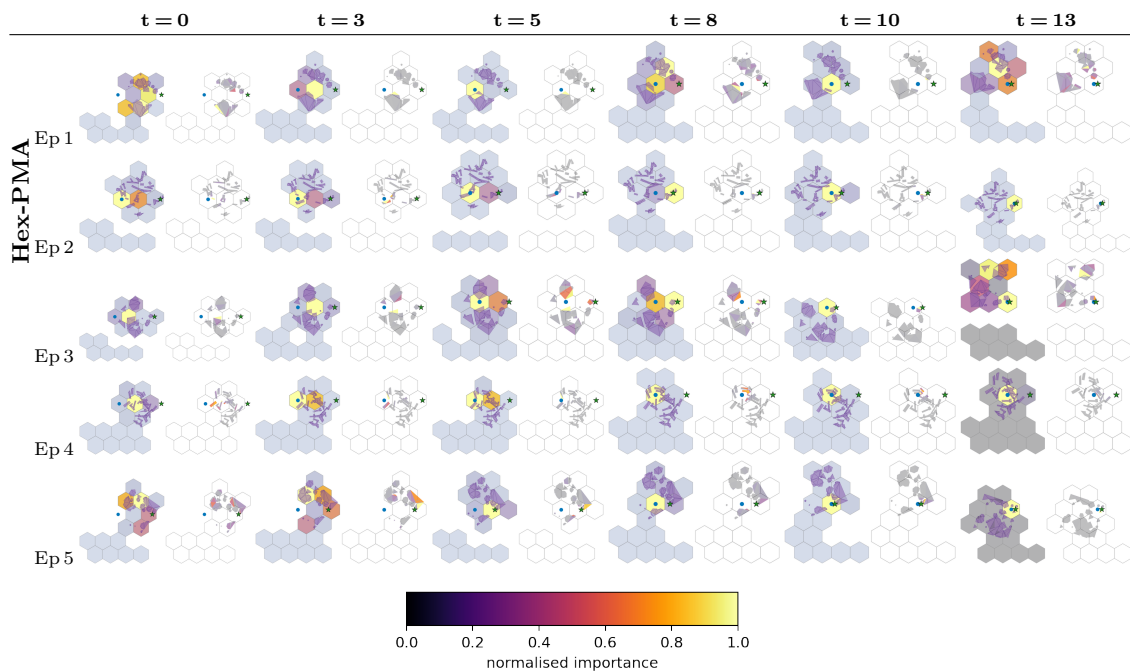 t = 0 t = 3 t = 5 t = 8 t = 10 t = 13
Hex-PMA
Ep 1
Ep 2
Ep 3
Ep 4
Ep 5
0.0 0.2 0.4 0.6 0.8 1.0
normalised importance